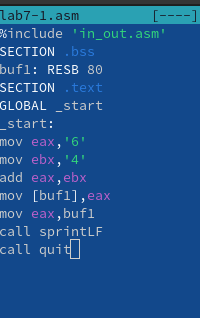 lab7-1.asm [----]
%include 'in_out.asm'
SECTION .bss
buf1: RESB 80
SECTION .text
GLOBAL _start
_start:
mov eax,'6'
mov ebx,'4'
add eax,ebx
mov [buf1],eax
mov eax,buf1
call sprintLF
call quit